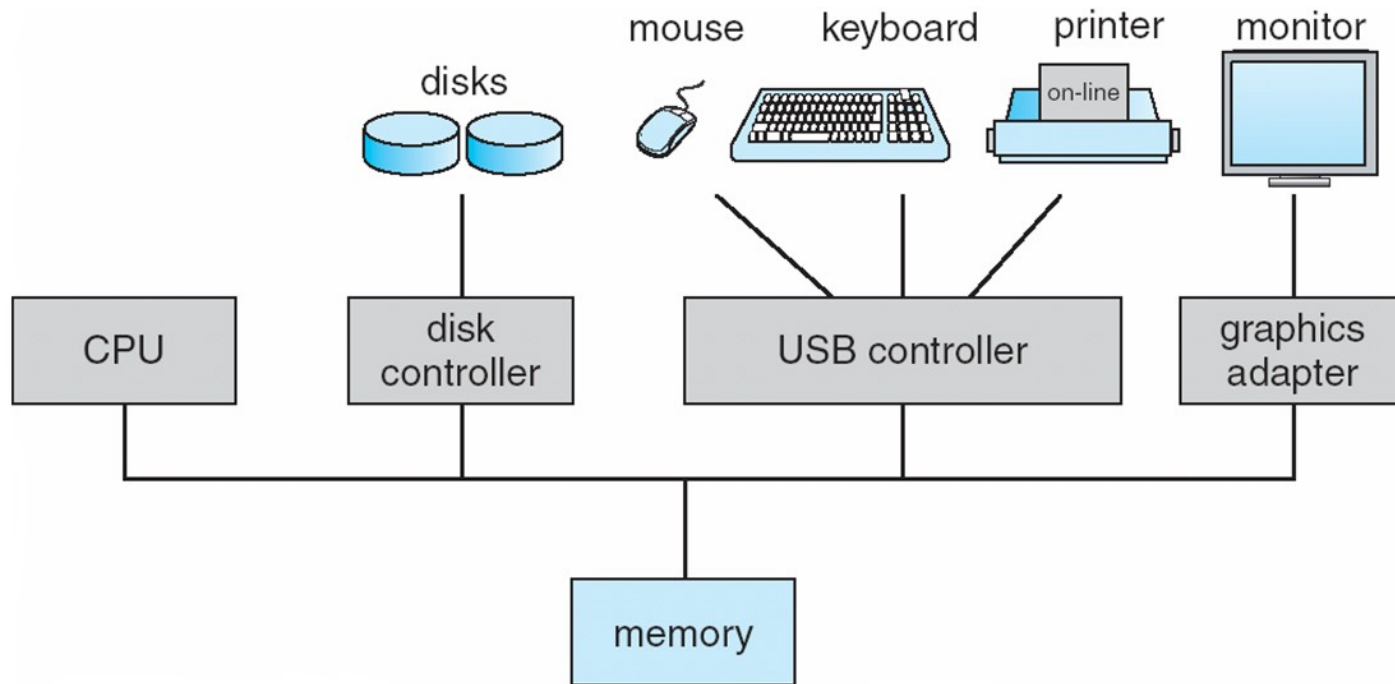 mouse
keyboard
printer
monitor
disks
on-line
CPU
disk
controller
USB controller
graphics
adapter
memory